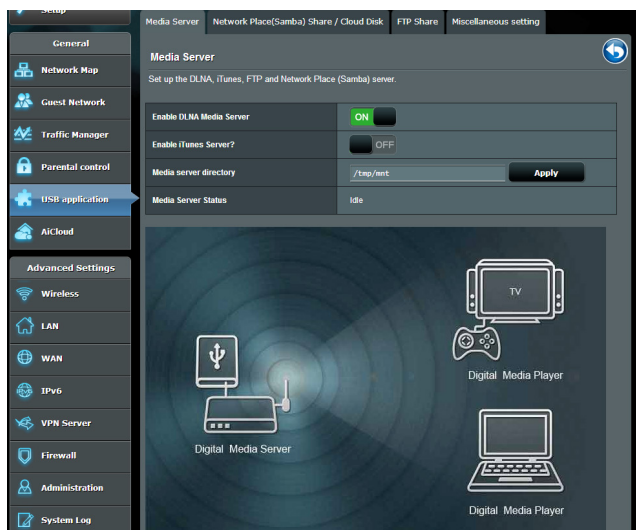 Setup
General
Network Map
Guest Network
Traffic Manager
Parental control
USB application
AiCloud
Advanced Settings
Wireless
LAN
WAN
IPv6
VPN Server
Firewall
Administration
System Log
Media Server
Network Place(Samba) Share / Cloud Disk
FTP Share
Miscellaneous setting
Media Server
Set up the DLNA, iTunes, FTP and Network Place (Samba) server.
Enable DLNA Media Server
ON
Enable iTunes Server?
OFF
Media server directory
/tmp/mnt
Apply
Media Server Status
Idle
TV
Digital Media Player
Digital Media Server
Digital Media Player